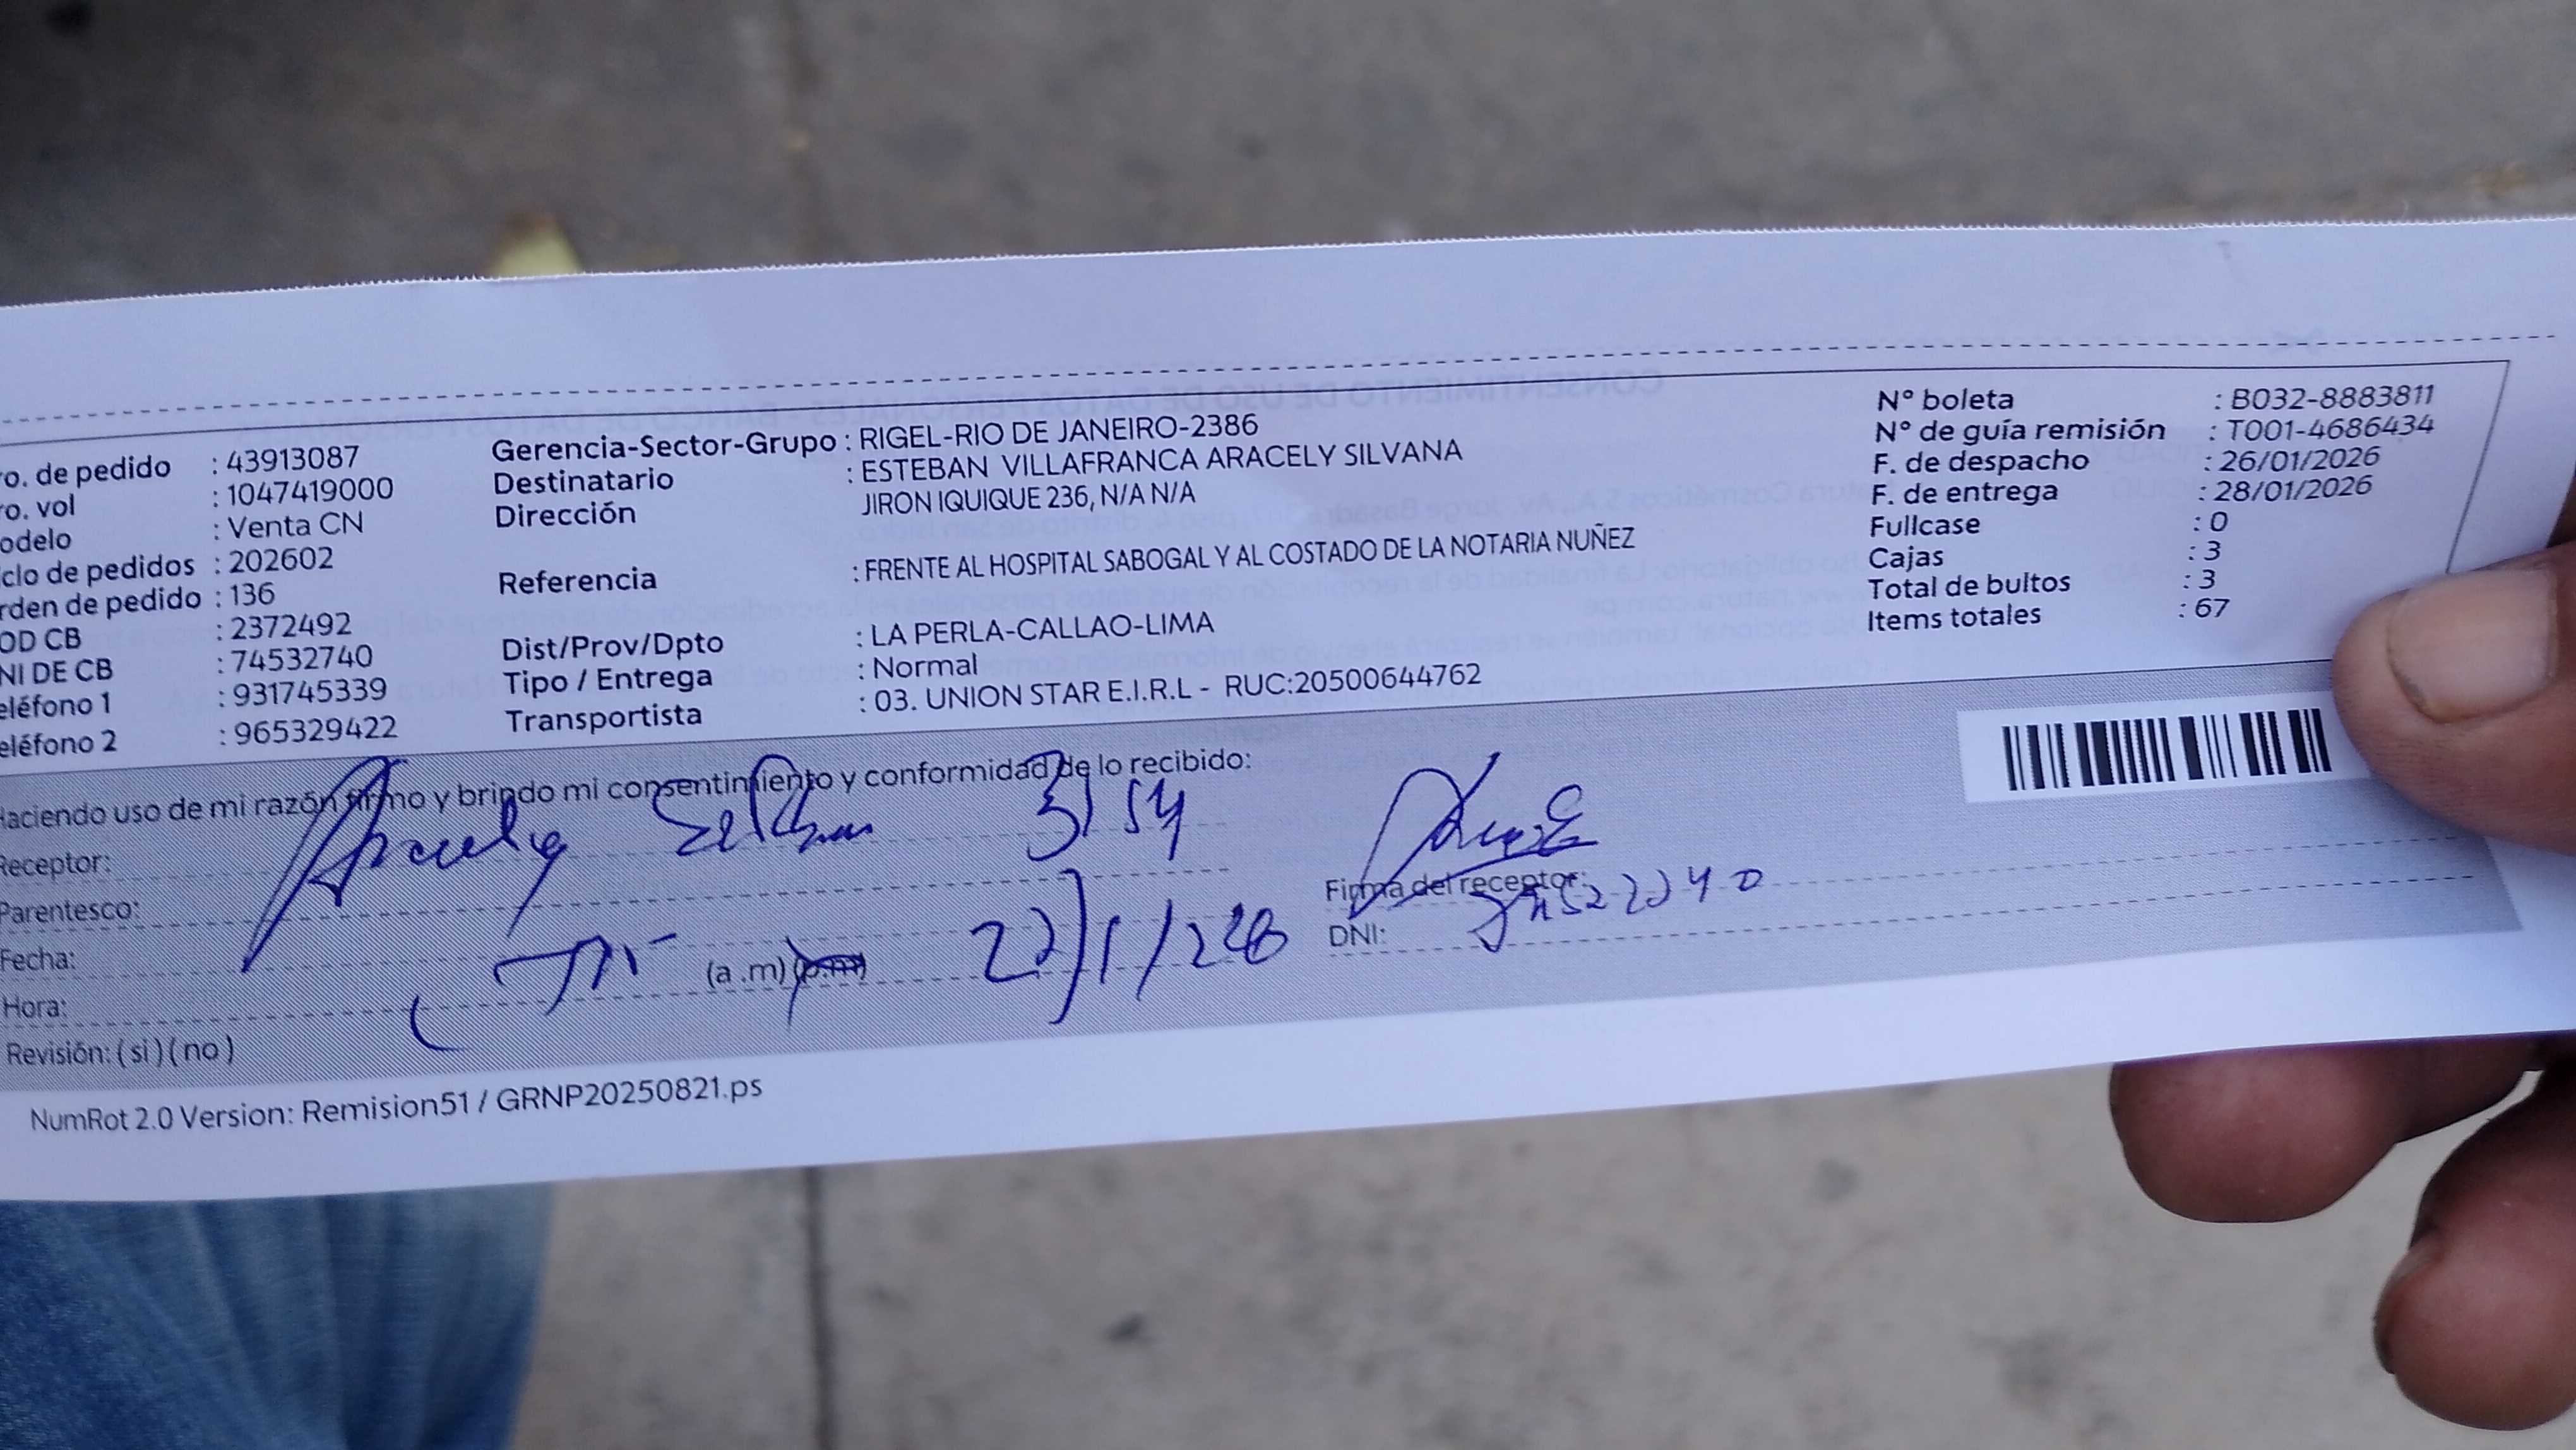 ro. de pedido : 43913087
ro. vol : 1047419000
odelo : Venta CN
clo de pedidos : 202602
rden de pedido : 136
OD CB : 2372492
NI DE CB : 74532740
eléfono 1 : 931745339
eléfono 2 : 965329422
Gerencia-Sector-Grupo : RIGEL-RIO DE JANEIRO-2386
Destinatario : ESTEBAN VILLAFRANCA ARACELY SILVANA
Dirección JIRON IQUIQUE 236, N/A N/A
Referencia : FRENTE AL HOSPITAL SABOGAL Y AL COSTADO DE LA NOTARIA NUÑEZ
Dist/Prov/Dpto : LA PERLA-CALLAO-LIMA
Tipo / Entrega : Normal
Transportista : 03. UNION STAR E.I.R.L - RUC:20500644762
N° boleta : B032-8883811
N° de guía remisión : T001-4686434
F. de despacho : 26/01/2026
F. de entrega : 28/01/2026
Fullcase : 0
Cajas : 3
Total de bultos : 3
Items totales : 67
Haciendo uso de mi razón firmo y brindo mi consentimiento y conformidad de lo recibido:
Receptor: Aracely
Parentesco:
Fecha:
Hora: (a .m) (p.m)
Revisión: ( si ) ( no )
Firma del receptor:
DNI:
NumRot 2.0 Version: Remision51 / GRNP20250821.ps